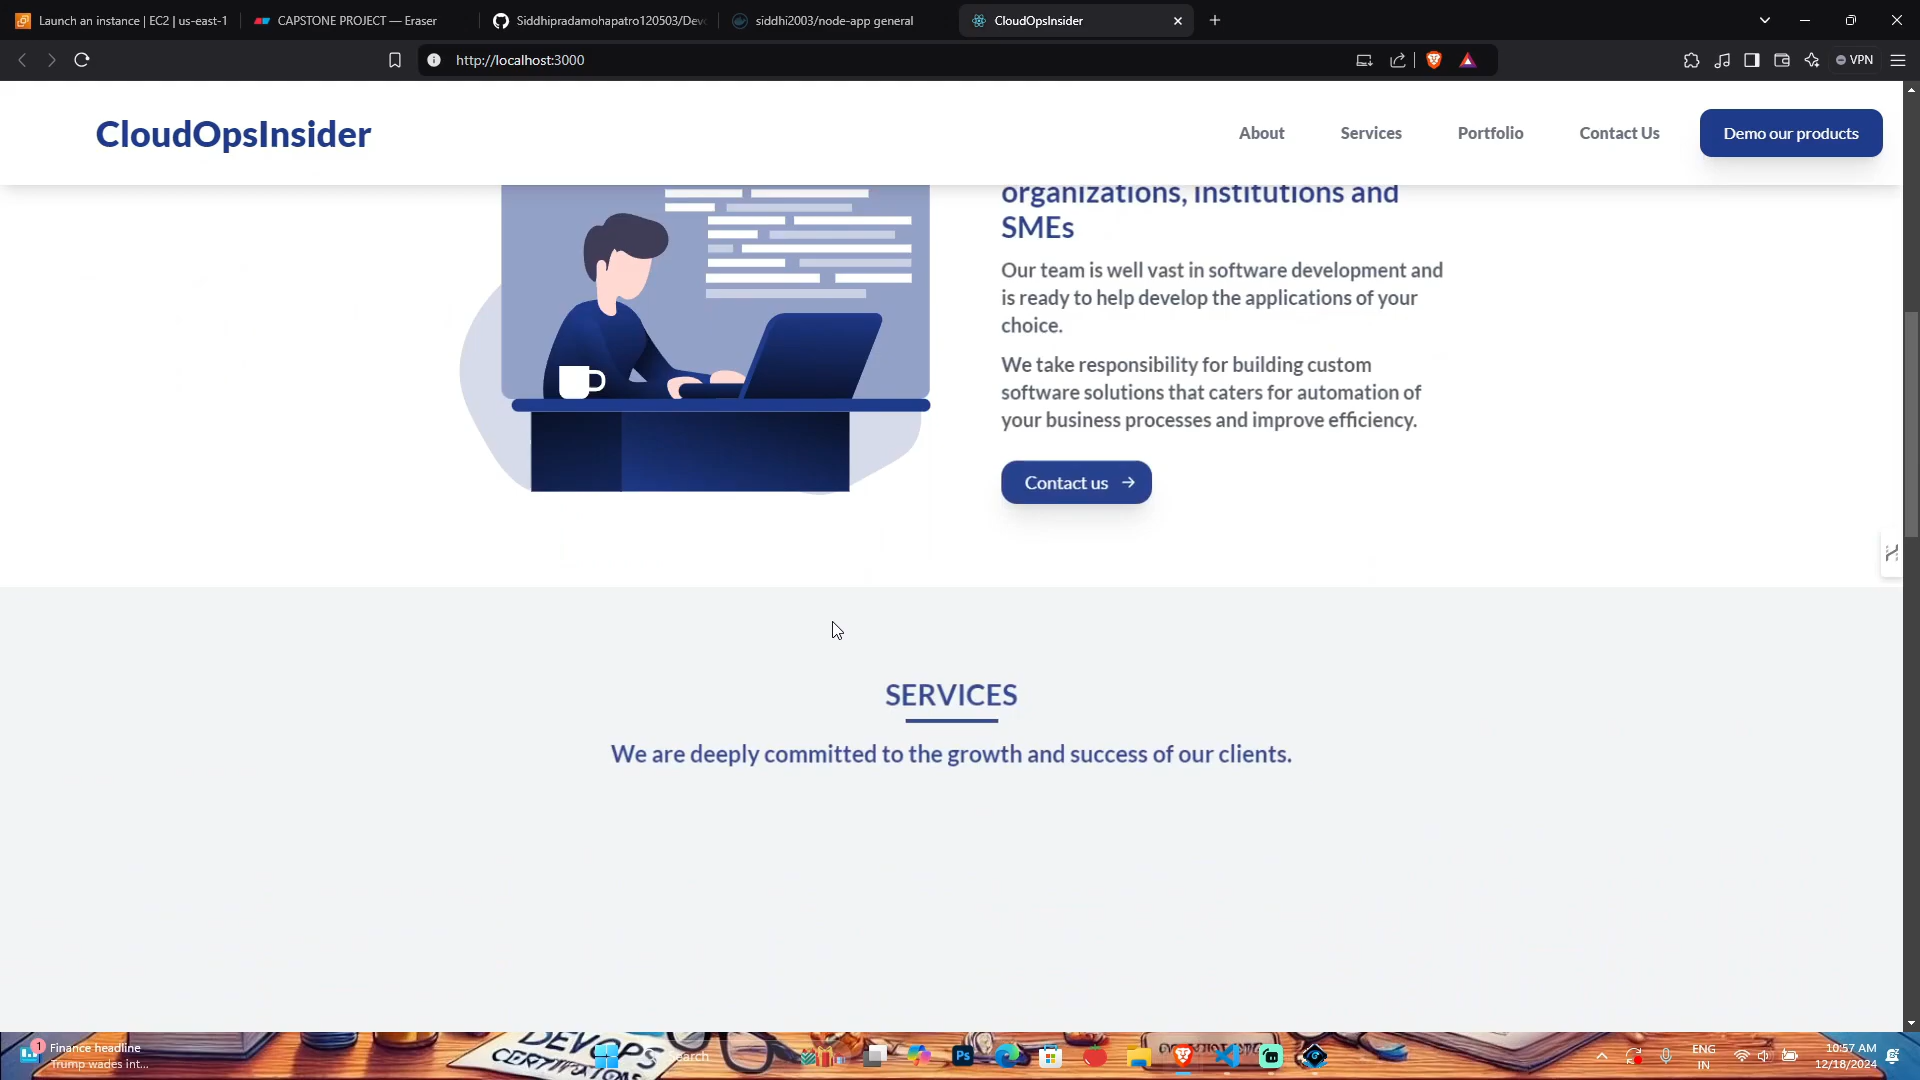 Launch an instance | EC2 | us-east-1
CAPSTONE PROJECT — Eraser
Siddhipradamohapatro120503/Devo
siddhi2003/node-app general
CloudOpsInsider
http://localhost:3000
VPN
CloudOpsInsider
About
Services
Portfolio
Contact Us
Demo our products
organizations, institutions and
SMEs
Our team is well vast in software development and
is ready to help develop the applications of your
choice.
We take responsibility for building custom
software solutions that caters for automation of
your business processes and improve efficiency.
Contact us
SERVICES
We are deeply committed to the growth and success of our clients.
1
Finance headline
Trump wades int...
DEVOPS
CERTIFICATIONS
Search
Ps
ENG
IN
10:57 AM
12/18/2024